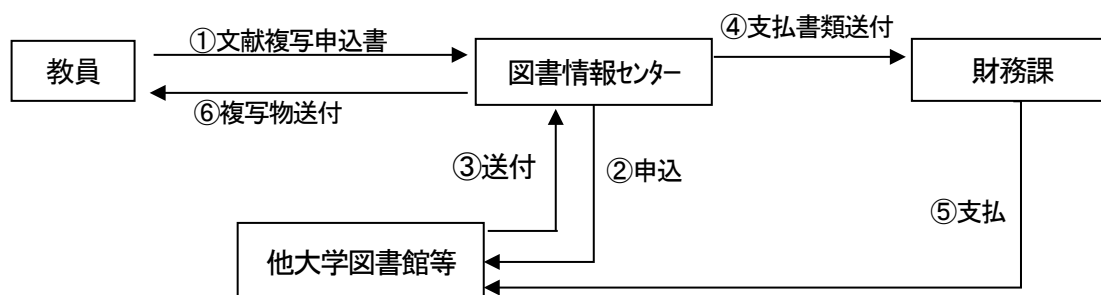 ①文献複写申込書
④支払書類送付
教員
図書情報センター
財務課
⑥複写物送付
③送付
②申込
⑤支払
他大学図書館等